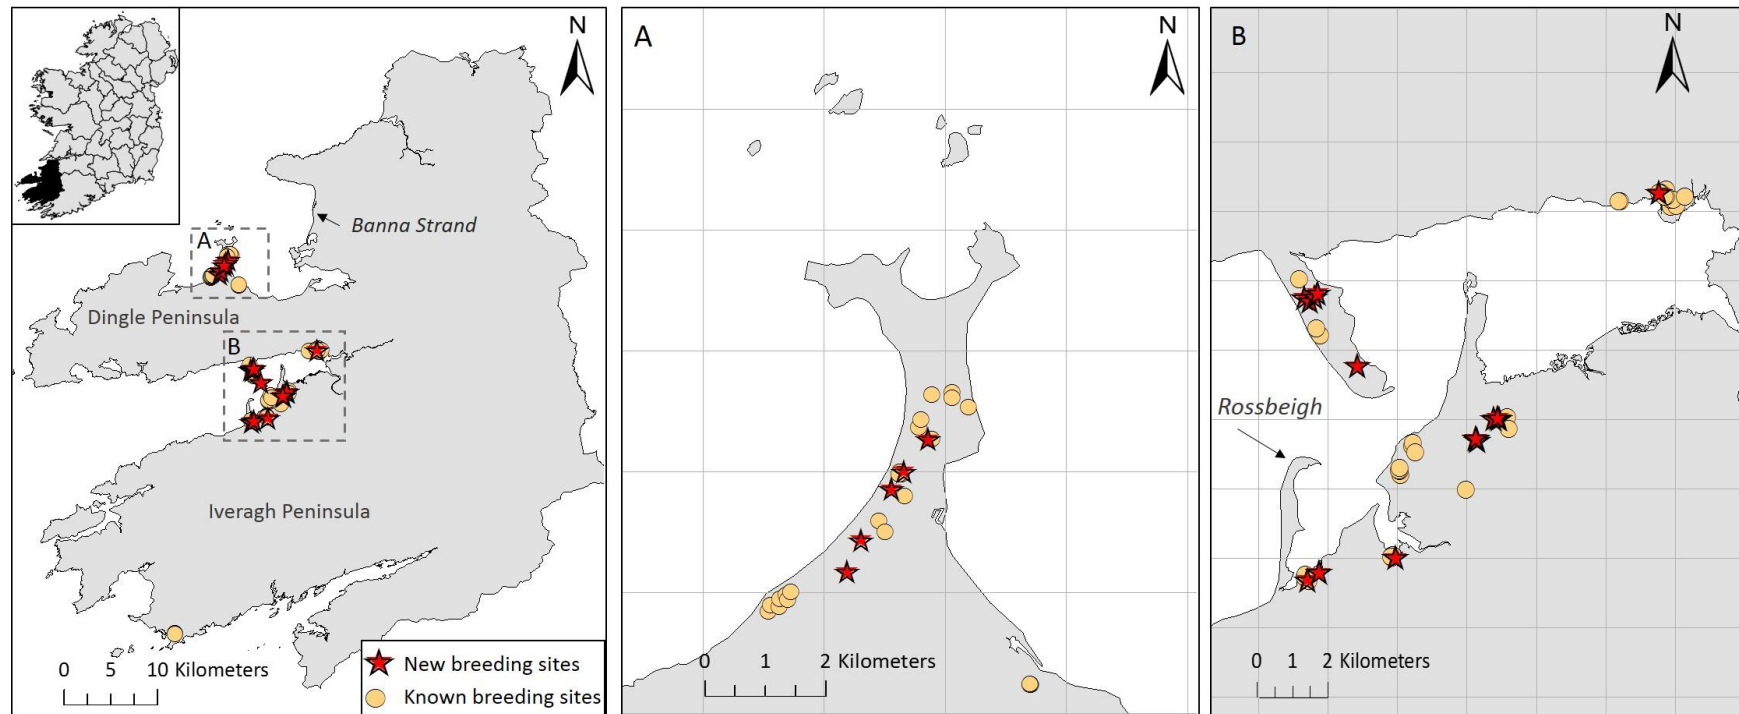 N
A
Banna Strand
Dingle Peninsula
B
Iveragh Peninsula
0 5 10 Kilometers
New breeding sites
Known breeding sites
A
N
0 1 2 Kilometers
B
N
Rossbeigh
0 1 2 Kilometers